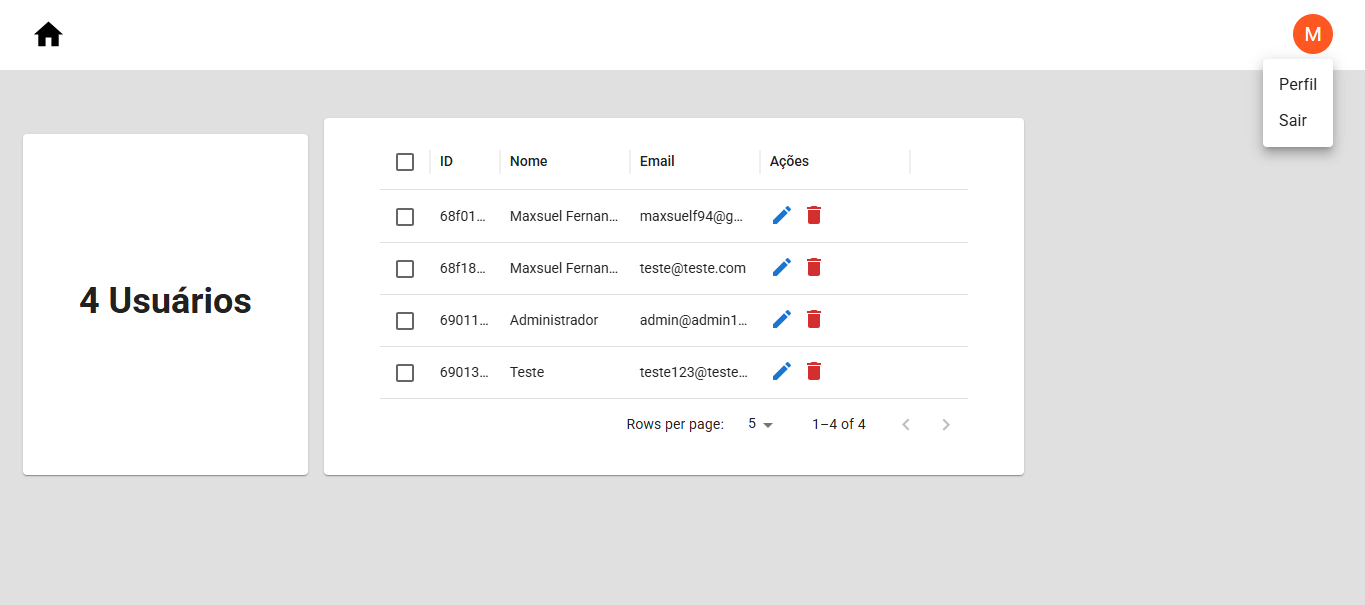 M
Perfil
Sair
4 Usuários
ID Nome Email Ações
68f01... Maxsuel Fernan... maxsuelf94@g...
68f18... Maxsuel Fernan... teste@teste.com
69011... Administrador admin@admin1...
69013... Teste teste123@teste...
Rows per page: 5 1–4 of 4